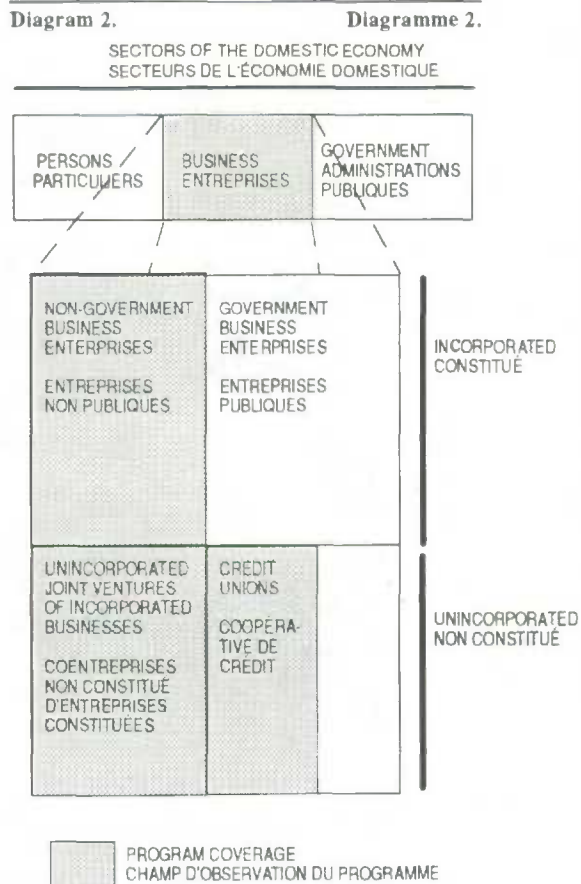 Diagram 2. Diagramme 2.
SECTORS OF THE DOMESTIC ECONOMY
SECTEURS DE L'ÉCONOMIE DOMESTIQUE
PERSONS
PARTICULIERS
BUSINESS
ENTREPRISES
GOVERNMENT
ADMINISTRATIONS
PUBLIQUES
NON-GOVERNMENT
BUSINESS
ENTERPRISES
ENTREPRISES
NON PUBLIQUES
GOVERNMENT
BUSINESS
ENTERPRISES
ENTREPRISES
PUBLIQUES
INCORPORATED
CONSTITUÉ
UNINCORPORATED
JOINT VENTURES
OF INCORPORATED
BUSINESSES
COENTREPRISES
NON CONSTITUÉ
D'ENTREPRISES
CONSTITUÉES
CREDIT
UNIONS
COOPÉRA-
TIVE DE
CRÉDIT
UNINCORPORATED
NON CONSTITUÉ
PROGRAM COVERAGE
CHAMP D'OBSERVATION DU PROGRAMME